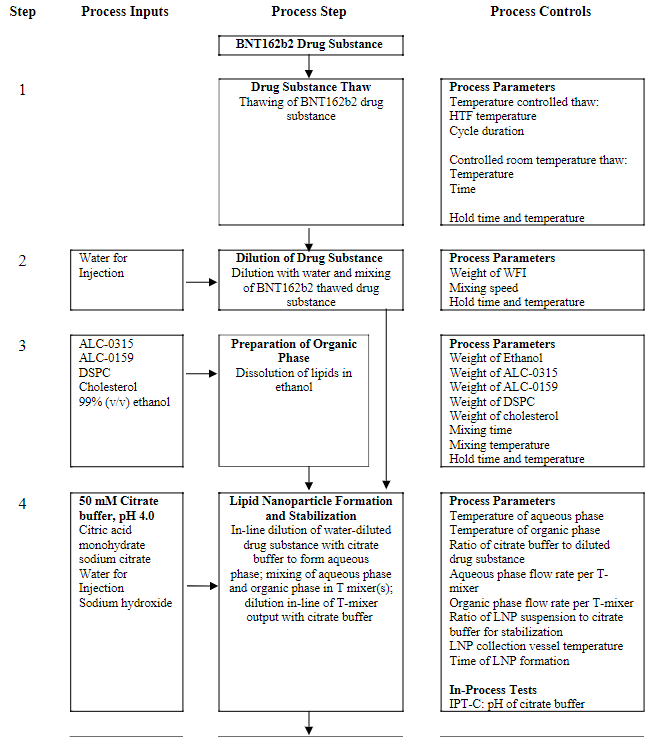 Step Process Inputs Process Step Process Controls
BNT162b2 Drug Substance
1
Drug Substance Thaw
Thawing of BNT162b2 drug
substance
Process Parameters
Temperature controlled thaw:
HTF temperature
Cycle duration
Controlled room temperature thaw:
Temperature
Time
Hold time and temperature
2
Water for
Injection
Dilution of Drug Substance
Dilution with water and mixing
of BNT162b2 thawed drug
substance
Process Parameters
Weight of WFI
Mixing speed
Hold time and temperature
3
ALC-0315
ALC-0159
DSPC
Cholesterol
99% (v/v) ethanol
Preparation of Organic
Phase
Dissolution of lipids in
ethanol
Process Parameters
Weight of Ethanol
Weight of ALC-0315
Weight of ALC-0159
Weight of DSPC
Weight of cholesterol
Mixing time
Mixing temperature
Hold time and temperature
4
50 mM Citrate
buffer, pH 4.0
Citric acid
monohydrate
sodium citrate
Water for
Injection
Sodium hydroxide
Lipid Nanoparticle Formation
and Stabilization
In-line dilution of water-diluted
drug substance with citrate
buffer to form aqueous
phase; mixing of aqueous phase
and organic phase in T mixer(s);
dilution in-line of T-mixer
output with citrate buffer
Process Parameters
Temperature of aqueous phase
Temperature of organic phase
Ratio of citrate buffer to diluted
drug substance
Aqueous phase flow rate per T-
mixer
Organic phase flow rate per T-mixer
Ratio of LNP suspension to citrate
buffer for stabilization
LNP collection vessel temperature
Time of LNP formation
In-Process Tests
IPT-C: pH of citrate buffer